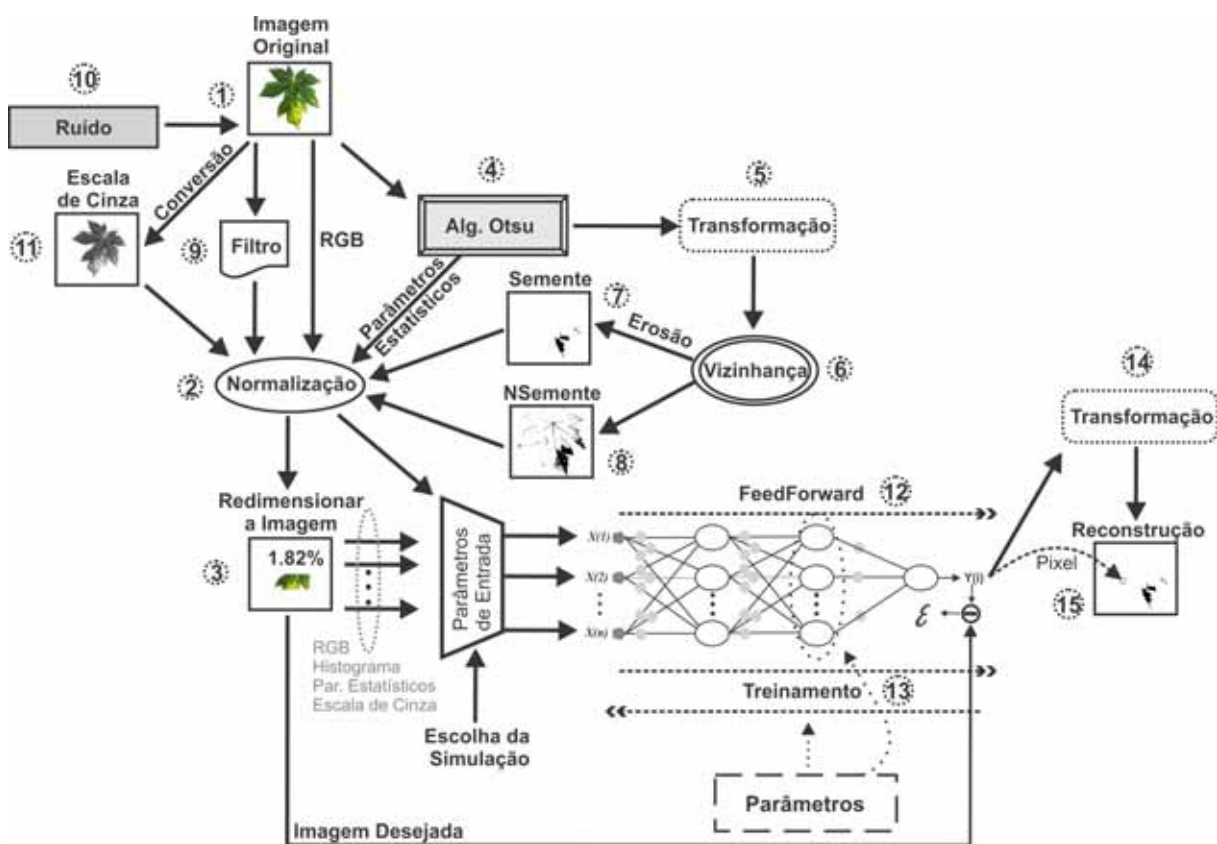 Imagem
Original
10
1
Ruído
Conversão
Escala
de Cinza
11
9
Filtro
RGB
4
Alg. Otsu
5
Transformação
Parâmetros
Estatísticos
Semente
7
Erosão
Vizinhança
6
2
Normalização
NSemente
8
14
Transformação
Redimensionar
a Imagem
3
1.82%
RGB
Histograma
Par. Estatísticos
Escala de Cinza
Parâmetros
de Entrada
Escolha da
Simulação
FeedForward
12
X(1)
X(2)
X(n)
Y(i)
ε
Pixel
Reconstrução
15
Treinamento
13
Parâmetros
Imagem Desejada